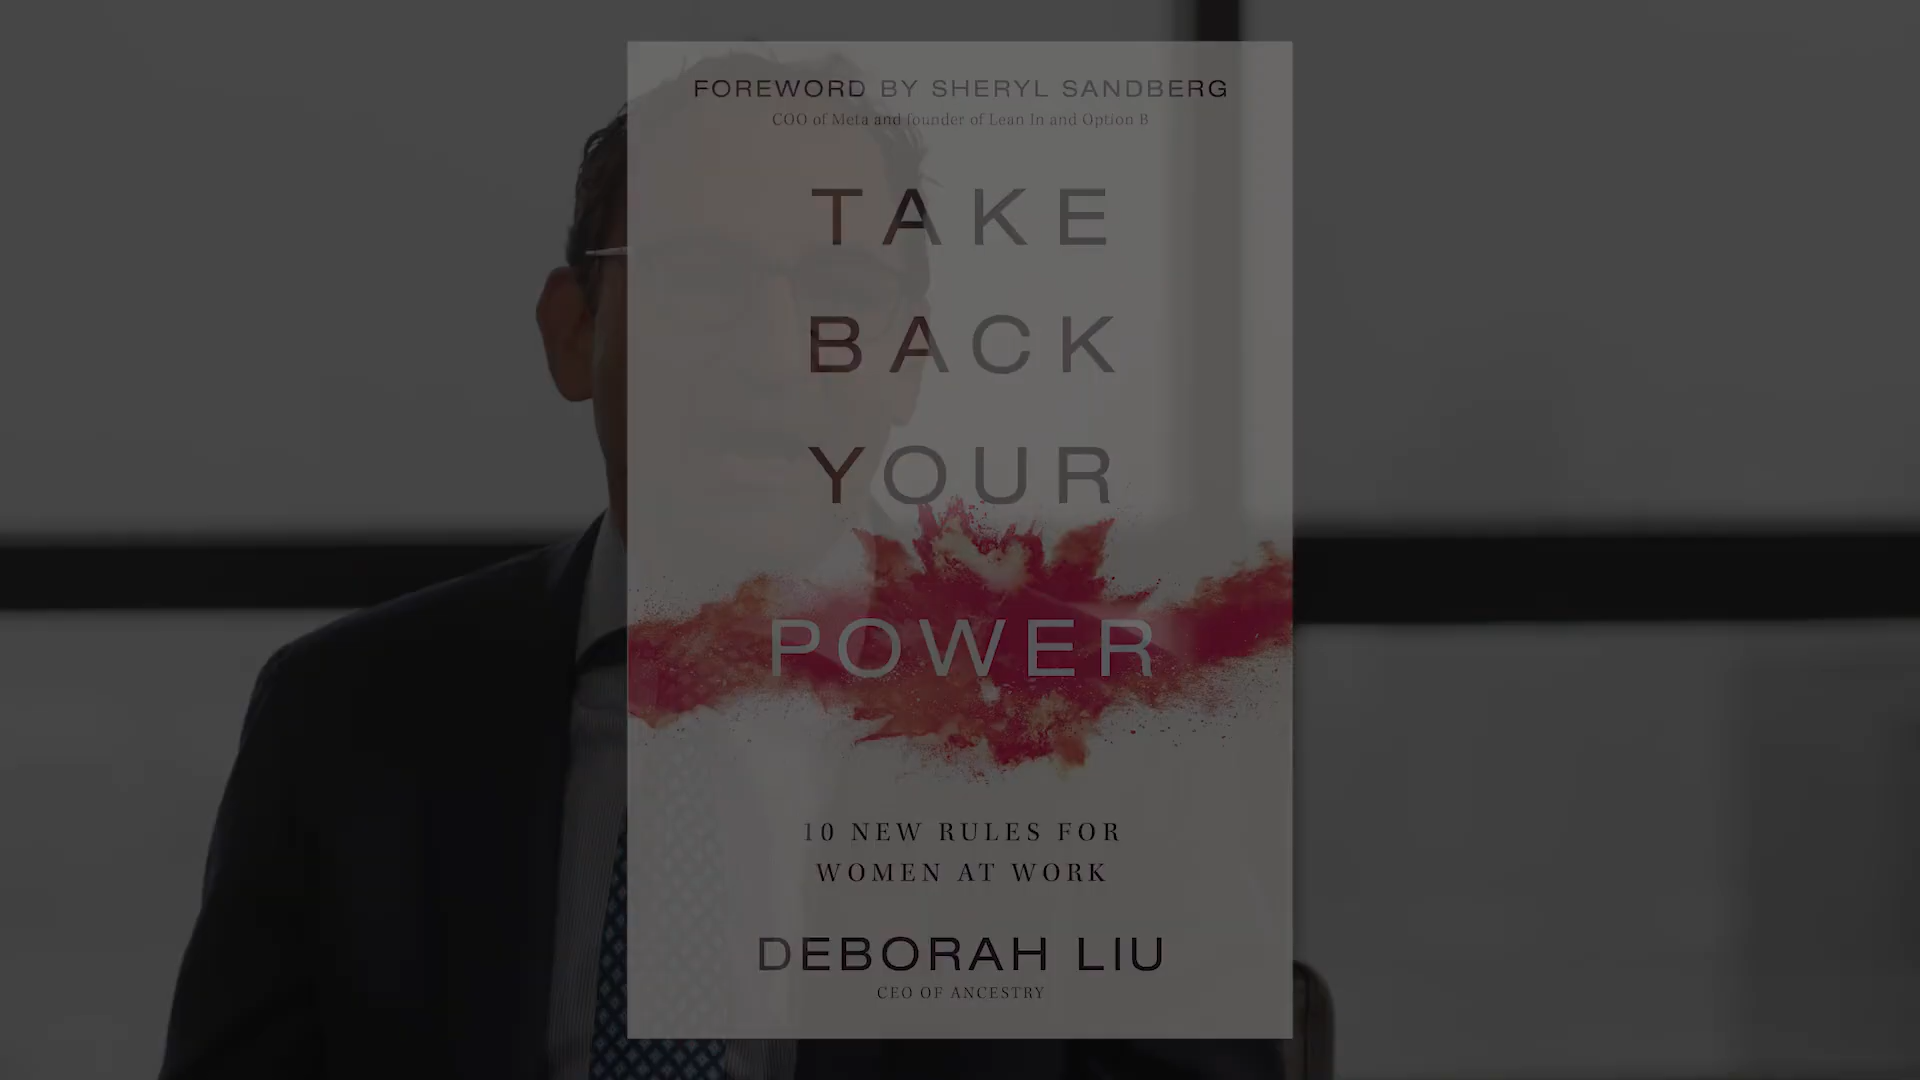 FOREWORD BY SHERYL SANDBERG
COO of Meta and founder of Lean In and Option B
TAKE
BACK
YOUR
POWER
10 NEW RULES FOR
WOMEN AT WORK
DEBORAH LIU
CEO OF ANCESTRY